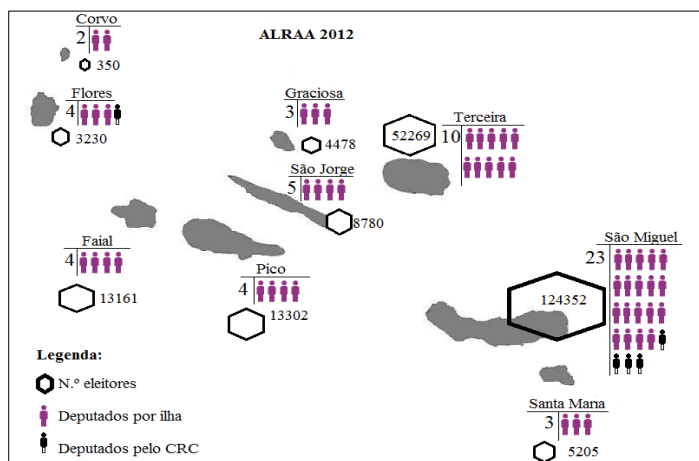 ALRAA 2012
Corvo
2
350
Flores
4
3230
Graciosa
3
4478
Terceira
52269
10
São Jorge
5
8780
Faial
4
13161
Pico
4
13302
São Miguel
23
124352
Santa Maria
3
5205
Legenda:
N.º eleitores
Deputados por ilha
Deputados pelo CRC